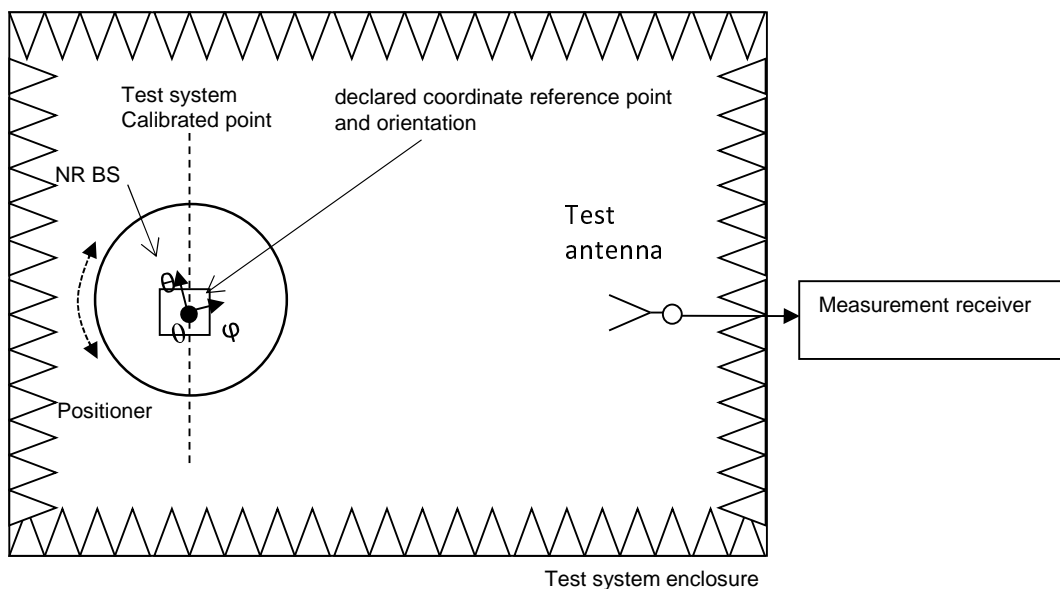 Test system
Calibrated point
declared coordinate reference point
and orientation
NR BS
Test
antenna
θ
0
φ
Measurement receiver
Positioner
Test system enclosure